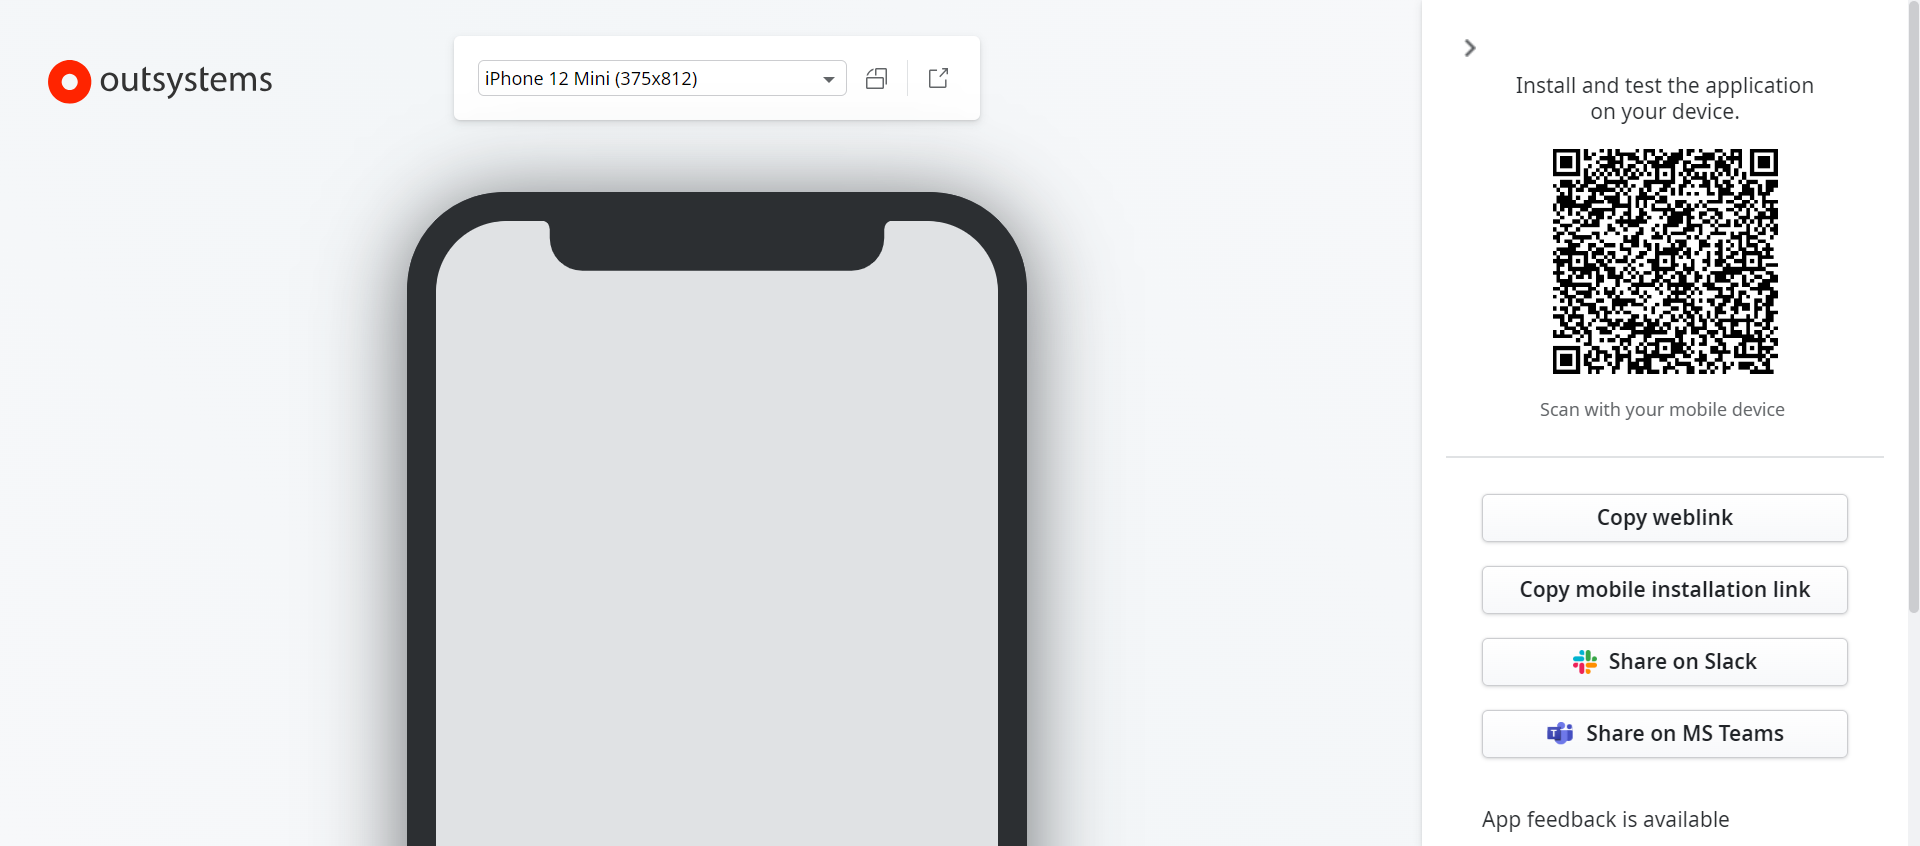 outsystems
iPhone 12 Mini (375x812)
Install and test the application
on your device.
Scan with your mobile device
Copy weblink
Copy mobile installation link
Share on Slack
T
Share on MS Teams
App feedback is available